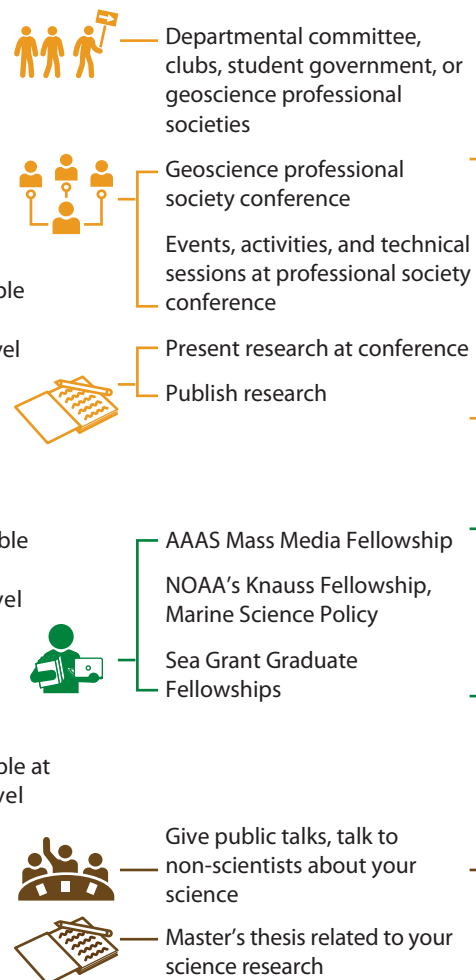 Departmental committee,
clubs, student government, or
geoscience professional
societies
Geoscience professional
society conference
Events, activities, and technical
sessions at professional society
conference
Present research at conference
Publish research
AAAS Mass Media Fellowship
NOAA’s Knauss Fellowship,
Marine Science Policy
Sea Grant Graduate
Fellowships
at
Give public talks, talk to
non-scientists about your
science
Master’s thesis related to your
science research